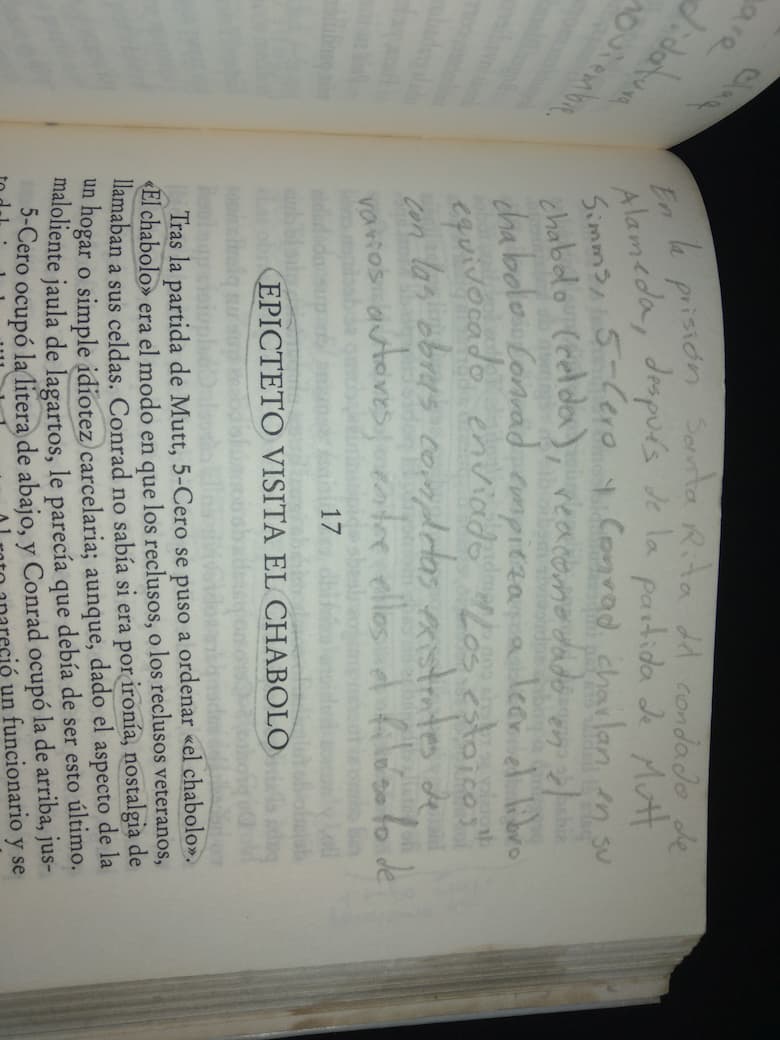 clare que
didatura
noviembre.
En la prisión Santa Rita del condado de
Alameda, después de la partida de Mutt
Simms, 5-Cero y Conrad charlan en su
chabolo (celda), reacomodado en el
chabolo Conrad empieza a leer el libro
equivocado enviado "Los estoicos"
con las obras completas existentes de
varios autores, entre ellos el filósofo de
17
EPICTETO VISITA EL CHABOLO
Tras la partida de Mutt, 5-Cero se puso a ordenar «el chabolo».
«El chabolo» era el modo en que los reclusos, o los reclusos veteranos,
llamaban a sus celdas. Conrad no sabía si era por ironía, nostalgia de
un hogar o simple idiotez carcelaria; aunque, dado el aspecto de la
maloliente jaula de lagartos, le parecía que debía de ser esto último.
5-Cero ocupó la litera de abajo, y Conrad ocupó la de arriba, jus-
Al rato apareció un funcionario y se